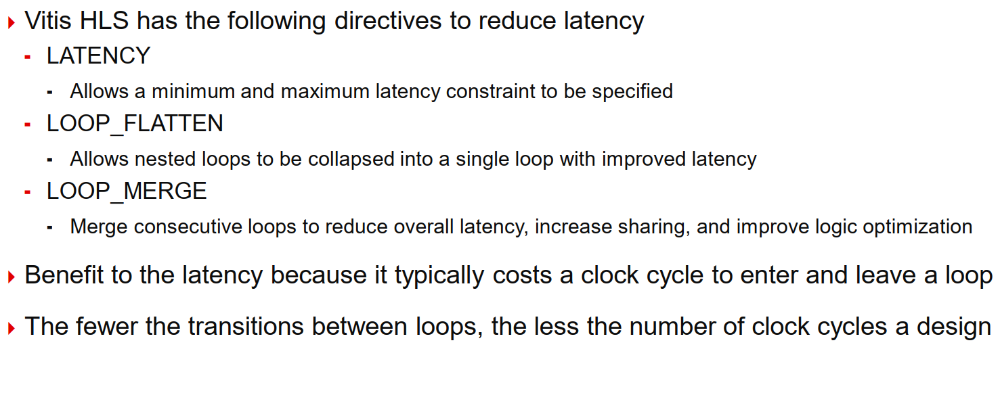 Vitis HLS has the following directives to reduce latency
- LATENCY
- Allows a minimum and maximum latency constraint to be specified
- LOOP_FLATTEN
- Allows nested loops to be collapsed into a single loop with improved latency
- LOOP_MERGE
- Merge consecutive loops to reduce overall latency, increase sharing, and improve logic optimization
Benefit to the latency because it typically costs a clock cycle to enter and leave a loop
The fewer the transitions between loops, the less the number of clock cycles a design